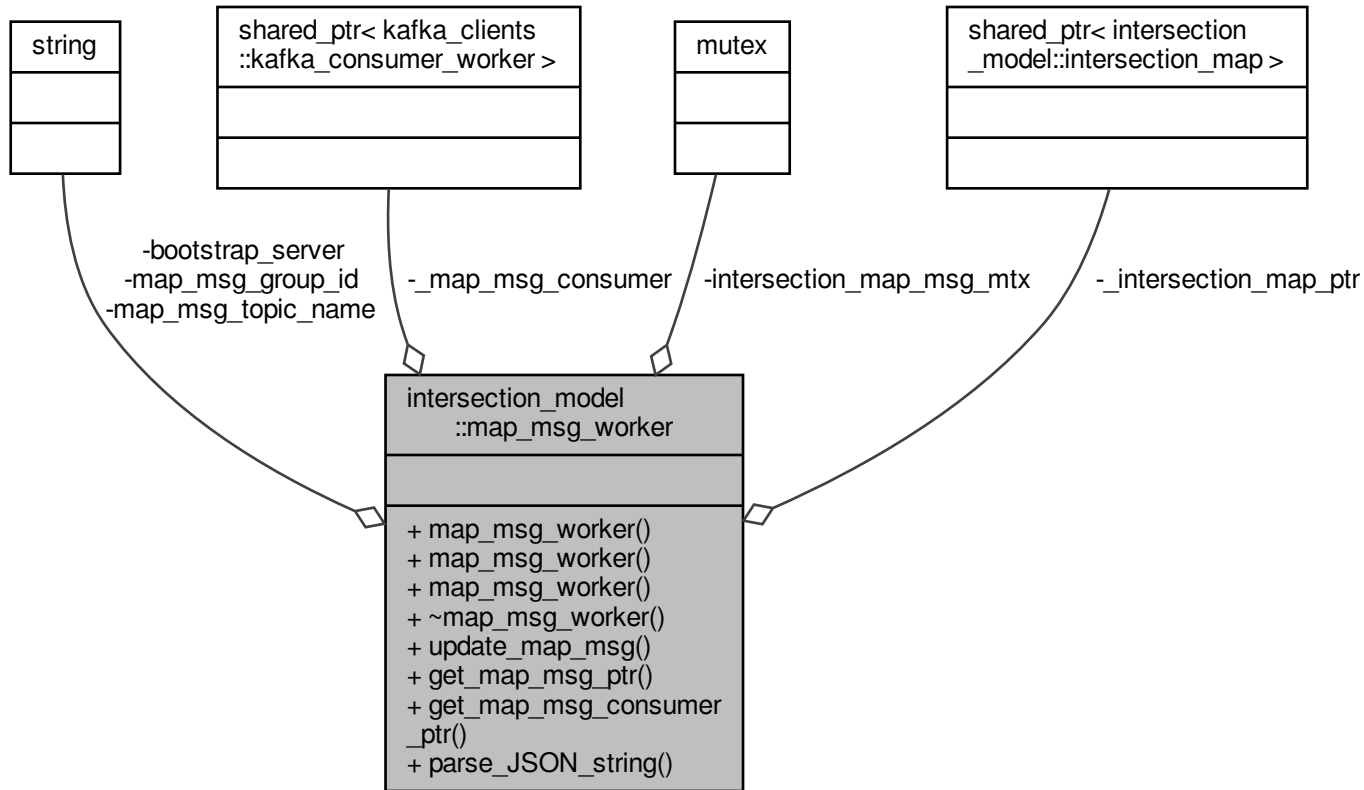 string
shared_ptr< kafka_clients
::kafka_consumer_worker >
mutex
shared_ptr< intersection
_model::intersection_map >
-bootstrap_server
-map_msg_group_id
-map_msg_topic_name
-_map_msg_consumer
-intersection_map_msg_mtx
-_intersection_map_ptr
intersection_model
::map_msg_worker
+ map_msg_worker()
+ map_msg_worker()
+ map_msg_worker()
+ ~map_msg_worker()
+ update_map_msg()
+ get_map_msg_ptr()
+ get_map_msg_consumer
_ptr()
+ parse_JSON_string()